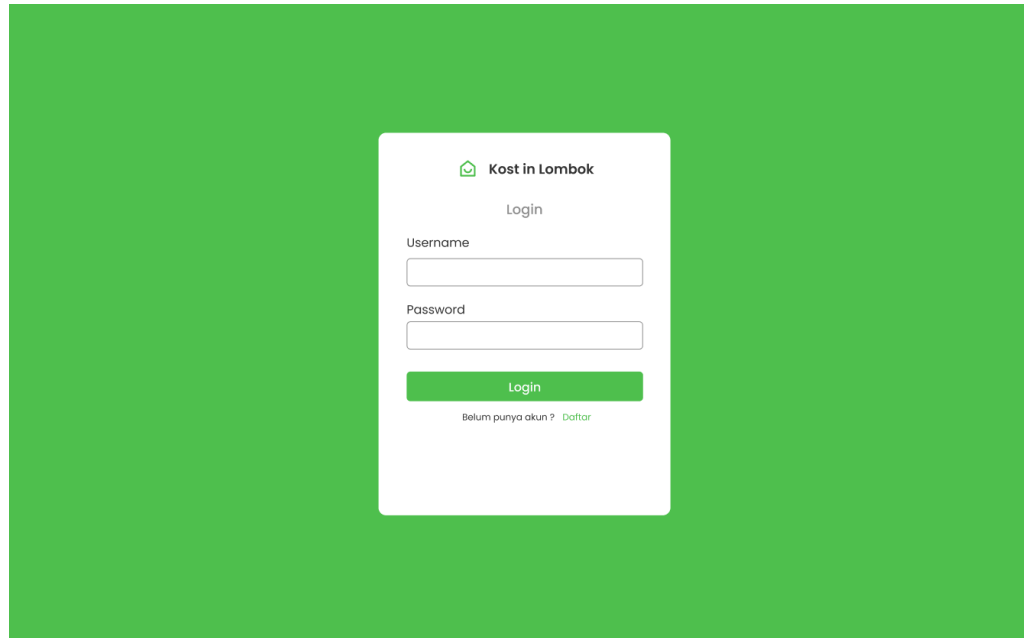 Kost in Lombok
Login
Username
Password
Login
Belum punya akun ? Daftar